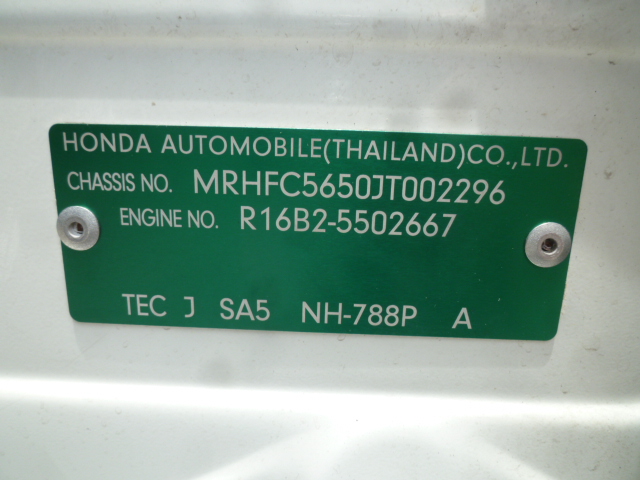 HONDA AUTOMOBILE(THAILAND)CO.,LTD.
CHASSIS NO. MRHFC5650JT002296
ENGINE NO. R16B2-5502667
TEC J SA5 NH-788P A